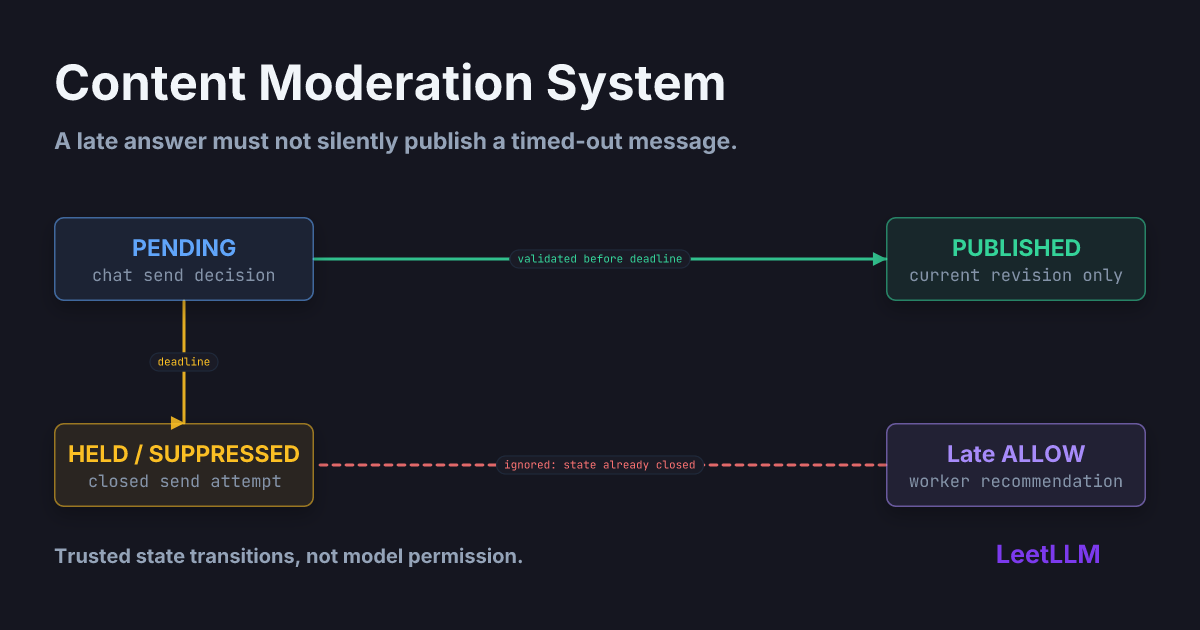 Content Moderation System
A late answer must not silently publish a timed-out message.
PENDING
chat send decision
validated before deadline
PUBLISHED
current revision only
deadline
HELD / SUPPRESSED
closed send attempt
ignored: state already closed
Late ALLOW
worker recommendation
Trusted state transitions, not model permission.
LeetLLM